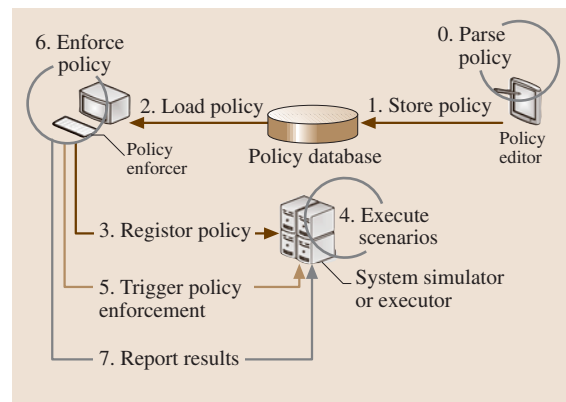 0. Parse
policy
6. Enforce
policy
2. Load policy
1. Store policy
Policy
editor
Policy database
Policy
enforcer
3. Registor policy
4. Execute
scenarios
System simulator
or executor
5. Trigger policy
enforcement
7. Report results